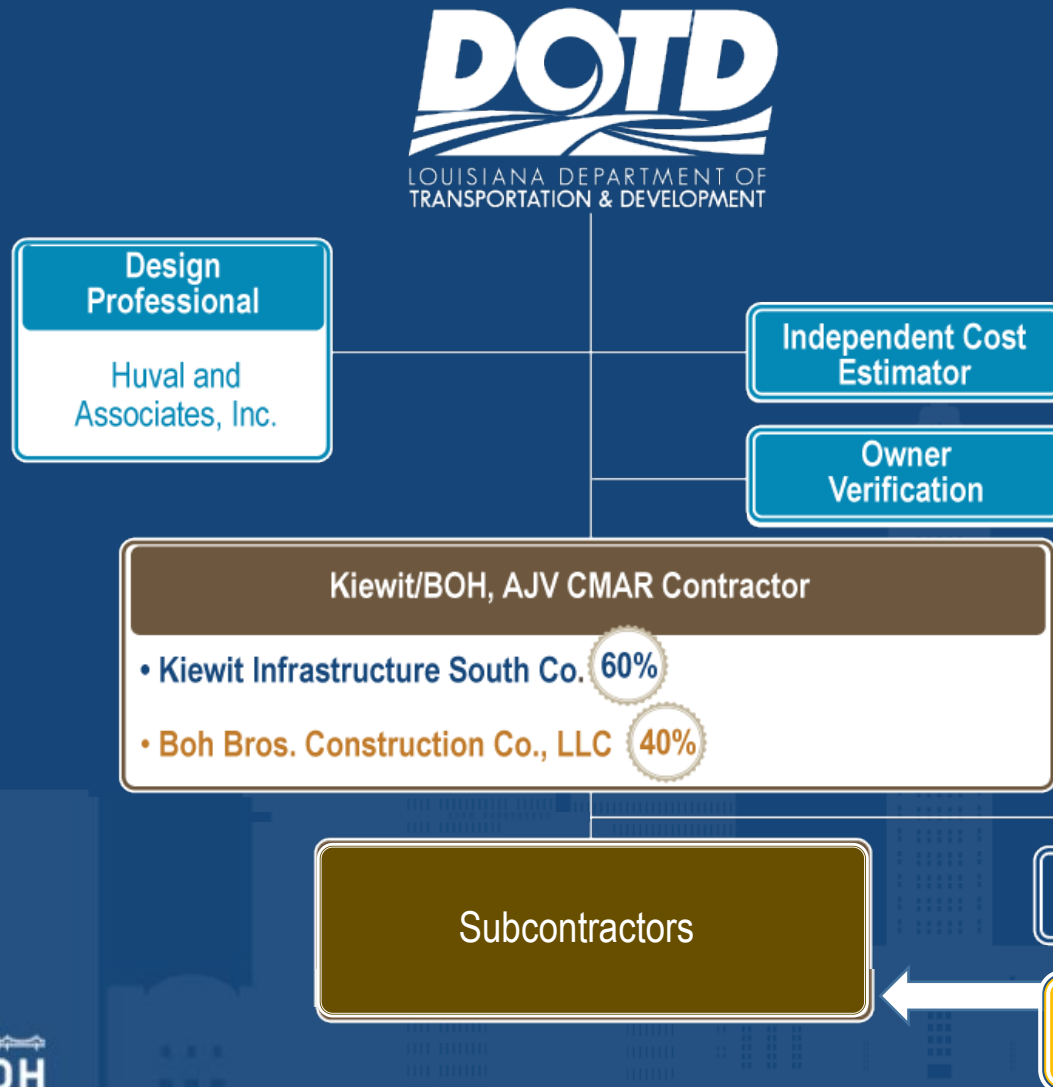 DOTD
LOUISIANA DEPARTMENT OF
TRANSPORTATION & DEVELOPMENT
Design
Professional
Huval and
Associates, Inc.
Independent Cost
Estimator
Owner
Verification
Kiewit/BOH, AJV CMAR Contractor
• Kiewit Infrastructure South Co. 60%
• Boh Bros. Construction Co., LLC 40%
Subcontractors